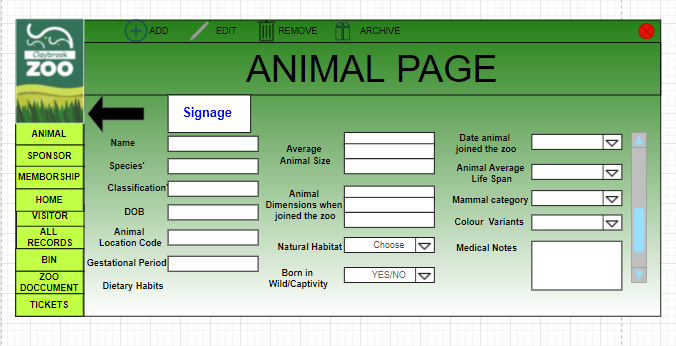 ADD EDIT REMOVE ARCHIVE
Claybrook
ZOO
ANIMAL PAGE
ANIMAL
SPONSOR
MEMBORSHIP
HOME
VISITOR
ALL
RECORDS
BIN
ZOO
DOCCUMENT
TICKETS
Signage
Name
Species'
Classification'
DOB
Animal
Location Code
Gestational Period
Dietary Habits
Average
Animal Size
Animal
Dimensions when
joined the zoo
Natural Habitat Choose
Born in
Wild/Captivity YES/NO
Date animal
joined the zoo
Animal Average
Life Span
Mammal category
Colour Variants
Medical Notes